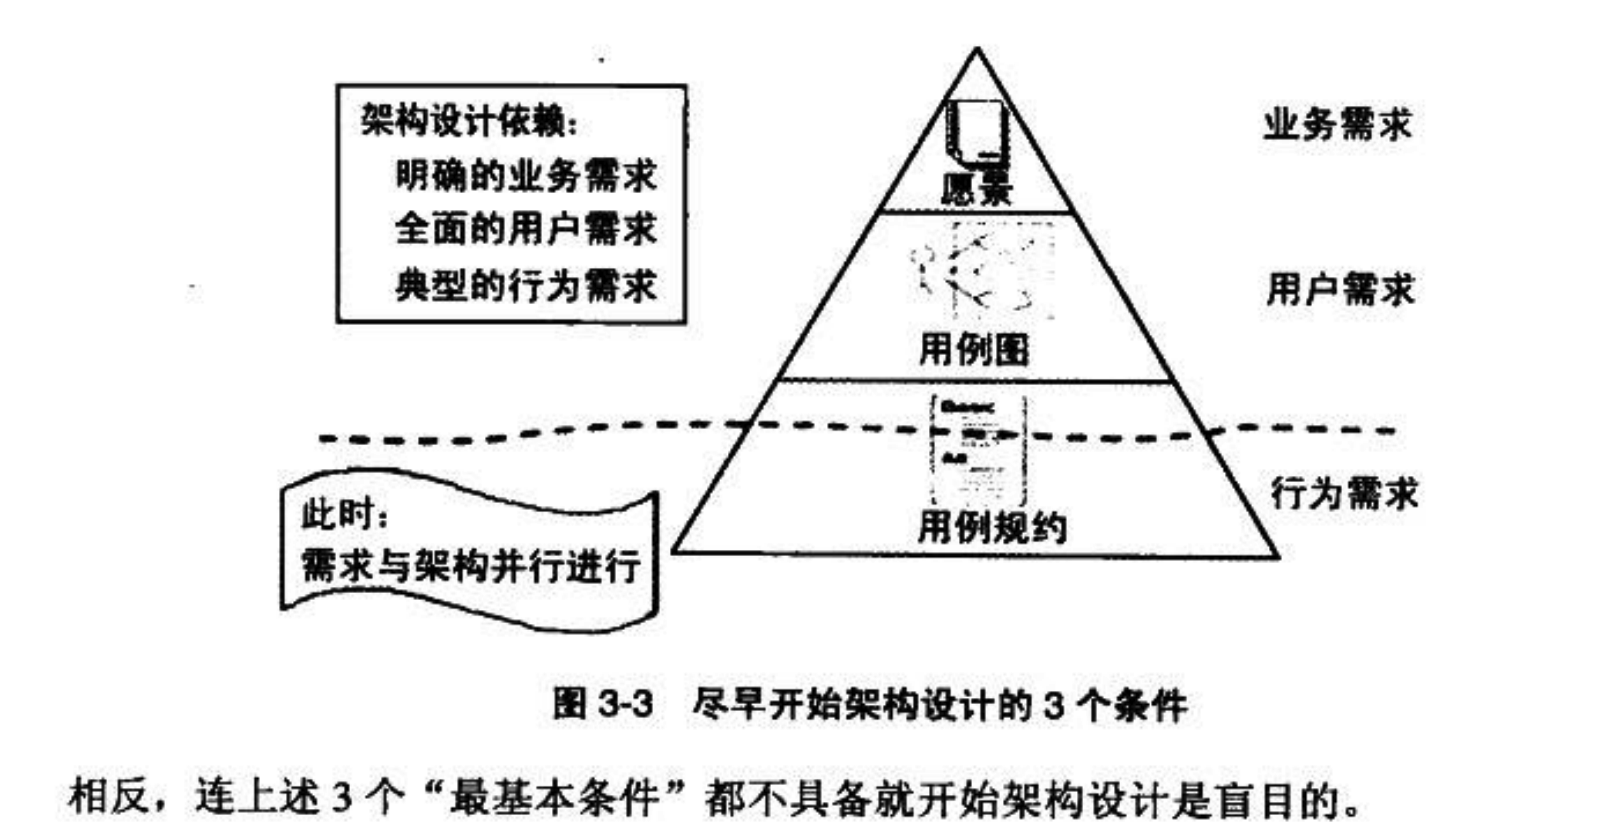 架构设计依赖:
明确的业务需求
全面的用户需求
典型的行为需求
愿景
业务需求
用例图
用户需求
用例规约
行为需求
此时:
需求与架构并行进行
图 3-3 尽早开始架构设计的 3 个条件
相反，连上述 3 个“最基本条件”都不具备就开始架构设计是盲目的。